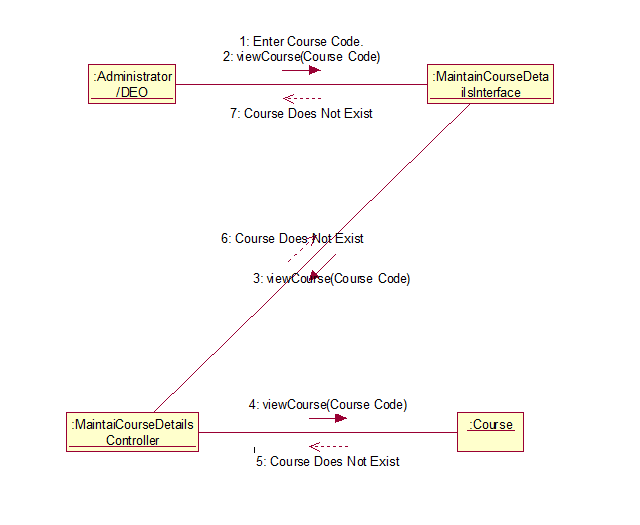 1: Enter Course Code.
2: viewCourse(Course Code)
:Administrator
/DEO
:MaintainCourseDeta
ilsInterface
7: Course Does Not Exist
6: Course Does Not Exist
3: viewCourse(Course Code)
4: viewCourse(Course Code)
:MaintaiCourseDetails
Controller
:Course
5: Course Does Not Exist